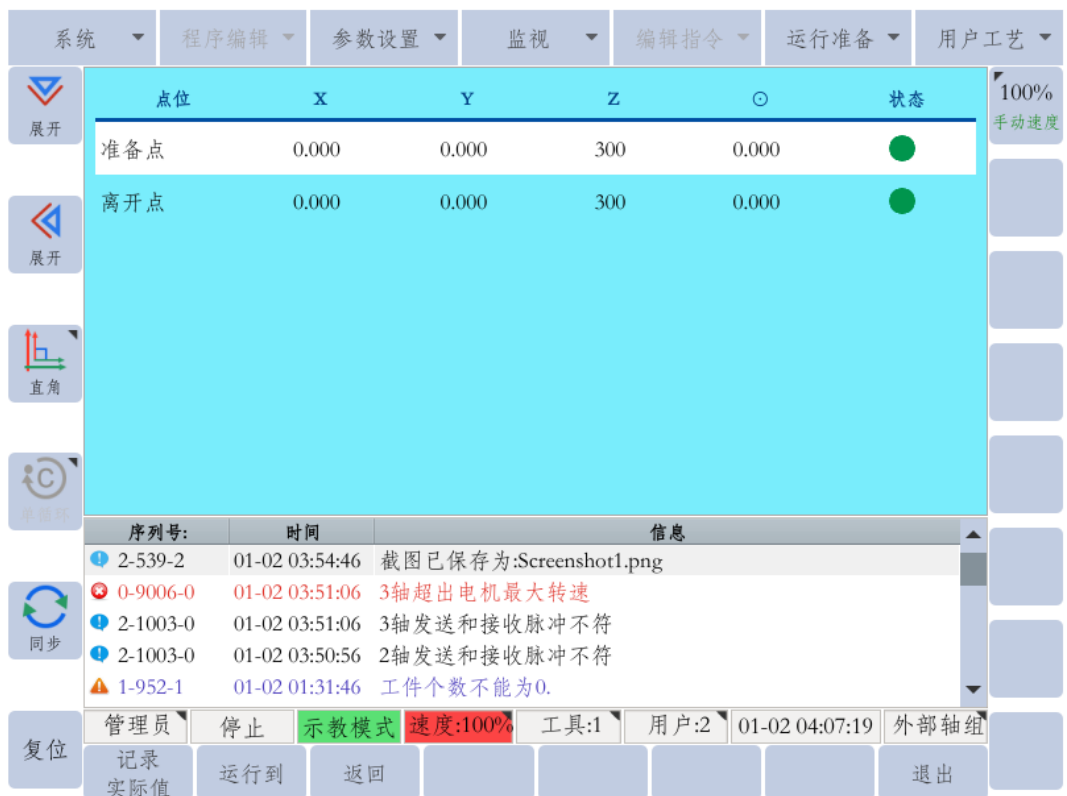 系统 程序编辑 参数设置 监视 编辑指令 运行准备 用户工艺
展开
展开
直角
单循环
同步
复位
点位 X Y Z ⊙ 状态
准备点 0.000 0.000 300 0.000
离开点 0.000 0.000 300 0.000
100%
手动速度
序列号: 时间 信息
2-539-2 01-02 03:54:46 截图已保存为:Screenshot1.png
0-9006-0 01-02 03:51:06 3轴超出电机最大转速
2-1003-0 01-02 03:51:06 3轴发送和接收脉冲不符
2-1003-0 01-02 03:50:56 2轴发送和接收脉冲不符
1-952-1 01-02 01:31:46 工件个数不能为0.
管理员 停止 示教模式 速度:100% 工具:1 用户:2 01-02 04:07:19 外部轴组
记录
实际值 运行到 返回 退出